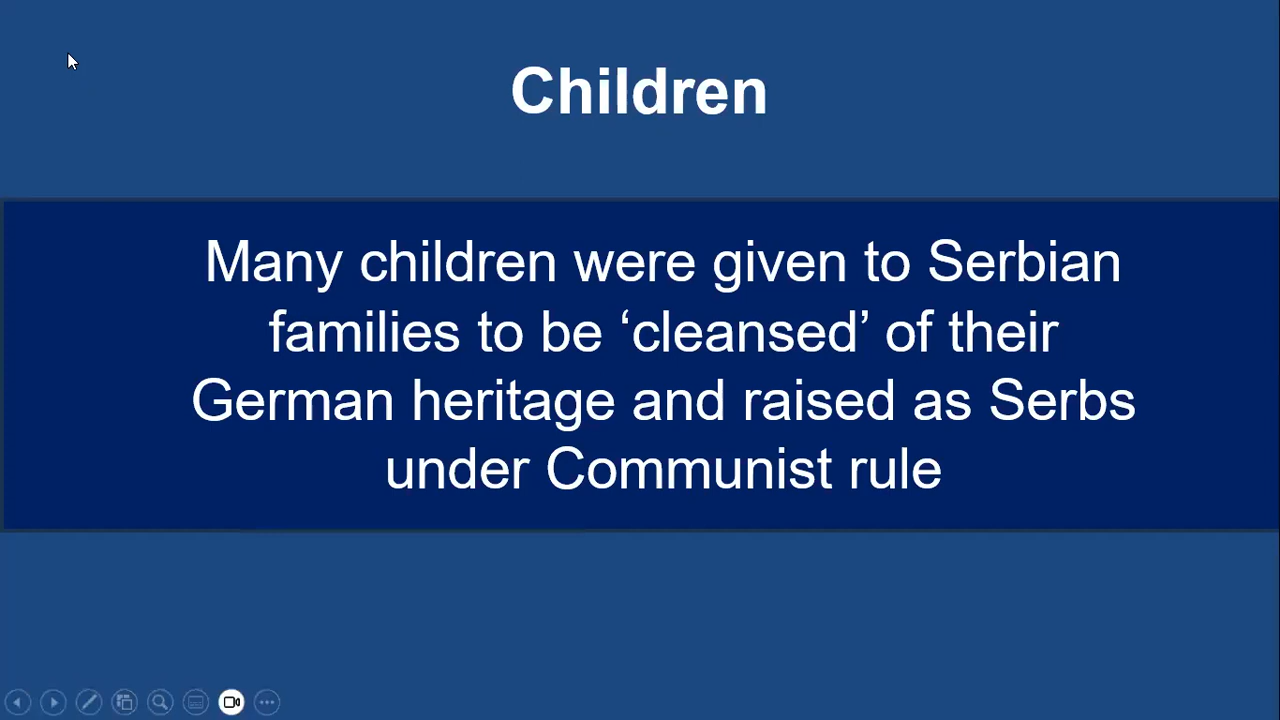 Children
Many children were given to Serbian
families to be ‘cleansed’ of their
German heritage and raised as Serbs
under Communist rule